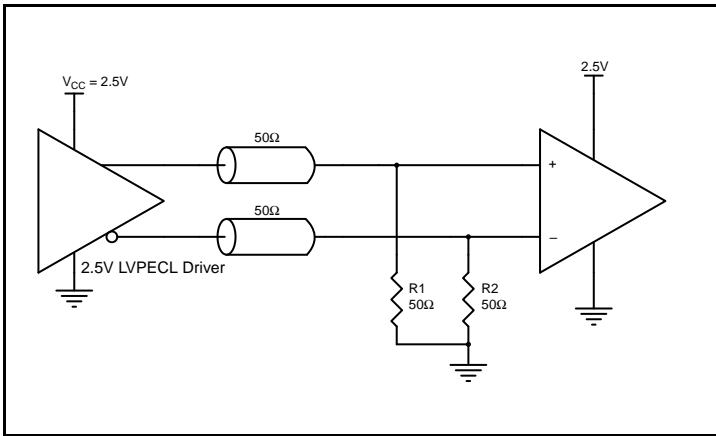 V_CC = 2.5V
2.5V
50Ω
+
50Ω
–
2.5V LVPECL Driver
R1
50Ω
R2
50Ω